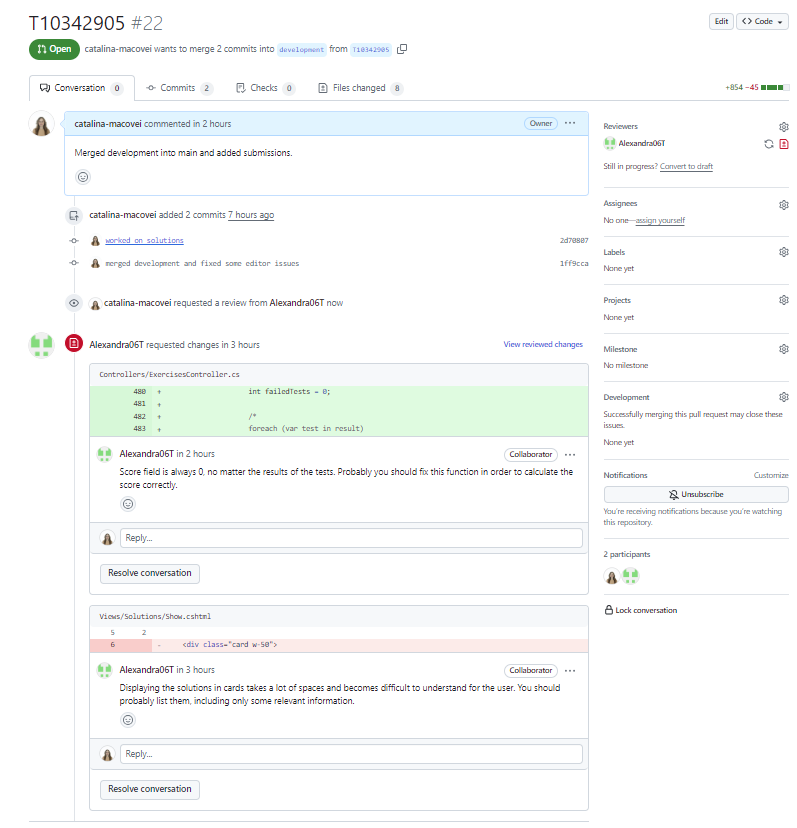 T10342905 #22
Edit
<> Code
Open
catalina-macovei wants to merge 2 commits into development from T10342905
Conversation 0
Commits 2
Checks 0
Files changed 8
+854 −45
catalina-macovei commented in 2 hours
Owner
Merged development into main and added submissions.
catalina-macovei added 2 commits 7 hours ago
worked on solutions 2d70807
merged development and fixed some editor issues 1ff9cca
catalina-macovei requested a review from Alexandra06T now
Alexandra06T requested changes in 3 hours
View reviewed changes
Controllers/ExercisesController.cs
480 + int failedTests = 0;
481 +
482 + /*
483 + foreach (var test in result)
Alexandra06T in 2 hours
Collaborator
Score field is always 0, no matter the results of the tests. Probably you should fix this function in order to calculate the
score correctly.
Reply...
Resolve conversation
Views/Solutions/Show.cshtml
5 2
6 - <div class="card w-50">
Alexandra06T in 3 hours
Collaborator
Displaying the solutions in cards takes a lot of spaces and becomes difficult to understand for the user. You should
probably list them, including only some relevant information.
Reply...
Resolve conversation
Reviewers
Alexandra06T
Still in progress? Convert to draft
Assignees
No one—assign yourself
Labels
None yet
Projects
None yet
Milestone
No milestone
Development
Successfully merging this pull request may close these
issues.
None yet
Notifications
Customize
Unsubscribe
You're receiving notifications because you're watching
this repository.
2 participants
Lock conversation